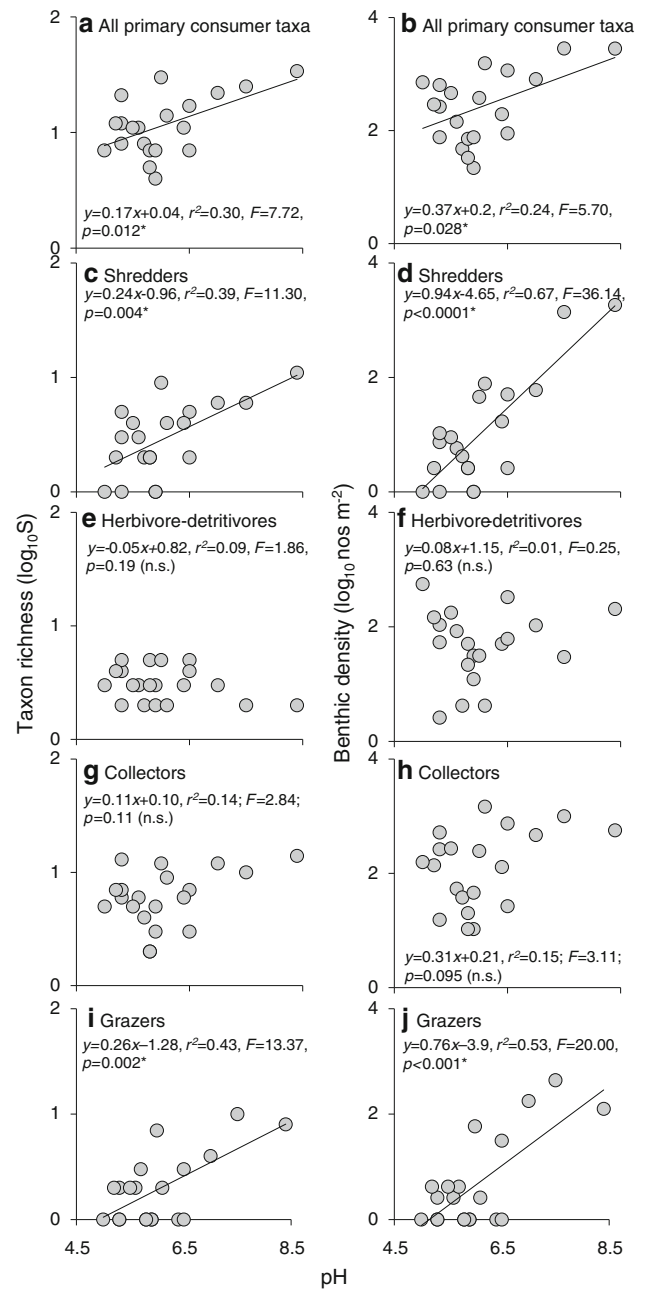 a All primary consumer taxa
2
1
0
y=0.17x+0.04, r²=0.30, F=7.72,
p=0.012*
b All primary consumer taxa
4
2
0
y=0.37x+0.2, r²=0.24, F=5.70,
p=0.028*
c Shredders
2
1
0
y=0.24x-0.96, r²=0.39, F=11.30,
p=0.004*
d Shredders
4
2
0
y=0.94x-4.65, r²=0.67, F=36.14,
p<0.0001*
e Herbivore-detritivores
2
1
0
y=-0.05x+0.82, r²=0.09, F=1.86,
p=0.19 (n.s.)
f Herbivore-detritivores
4
2
0
y=0.08x+1.15, r²=0.01, F=0.25,
p=0.63 (n.s.)
g Collectors
2
1
0
y=0.11x+0.10, r²=0.14; F=2.84;
p=0.11 (n.s.)
h Collectors
4
2
0
y=0.31x+0.21, r²=0.15; F=3.11;
p=0.095 (n.s.)
i Grazers
2
1
0
y=0.26x–1.28, r²=0.43, F=13.37,
p=0.002*
j Grazers
4
2
0
y=0.76x–3.9, r²=0.53, F=20.00,
p<0.001*
Taxon richness (log₁₀S)
Benthic density (log₁₀ nos m⁻²)
4.5 6.5 8.5
4.5 6.5 8.5
pH